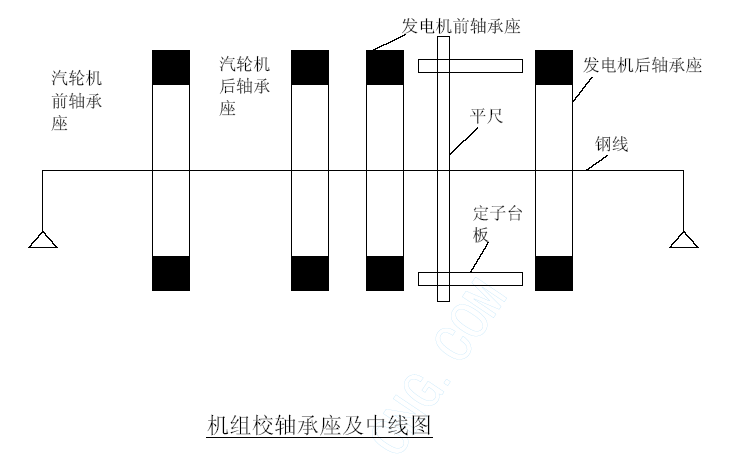 发电机前轴承座
汽轮机
前轴承
座
汽轮机
后轴承
座
发电机后轴承座
平尺
钢线
定子台
板
机组校轴承座及中线图